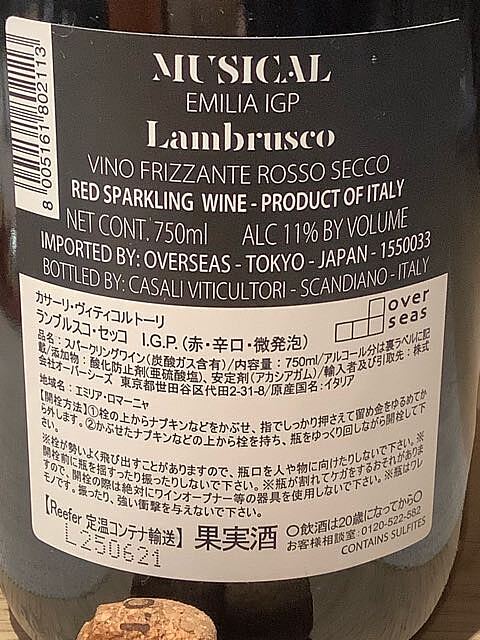 MUSICAL
EMILIA IGP
Lambrusco
VINO FRIZZANTE ROSSO SECCO
RED SPARKLING WINE - PRODUCT OF ITALY
NET CONT. 750ml ALC 11% BY VOLUME
IMPORTED BY: OVERSEAS - TOKYO - JAPAN - 1550033
BOTTLED BY: CASALI VITICULTORI - SCANDIANO - ITALY
8 005161 802113
over
seas
カサーリ・ヴィティコルトーリ
ランブルスコ・セッコ I.G.P. (赤・辛口・微発泡)
品名:スパークリングワイン(炭酸ガス含有)/内容量:750ml/アルコール分は裏ラベルに記
載/添加物:酸化防止剤(亜硫酸塩)、安定剤(アカシアガム)/輸入者及び引取先:株式
会社オーバーシーズ 東京都世田谷区代田2-31-8/原産国名:イタリア
地域名:エミリア・ロマーニャ
【開栓方法】①栓の上からナプキンなどをかぶせ、指でしっかり押さえて留め金をゆるめてか
ら外します。②かぶせたナプキンなどの上から栓を持ち、瓶をゆっくり回しながら開栓して下
さい。
※栓が勢いよく飛び出すことがありますので、瓶口を人や物に向けたりしないで下さい。※
開栓前に瓶を揺すったり振ったりしないで下さい。※瓶が割れてケガをするおそれがありま
すので、開栓の際は絶対にワインオープナー等の器具を使用しないで下さい。※瓶はワレ
モノです。振ったり、強い衝撃を与えないで下さい。
【Reefer 定温コンテナ輸送】 果実酒 〇飲酒は20歳になってから〇
お客様相談室:0120-522-582
CONTAINS SULFITES
L250621